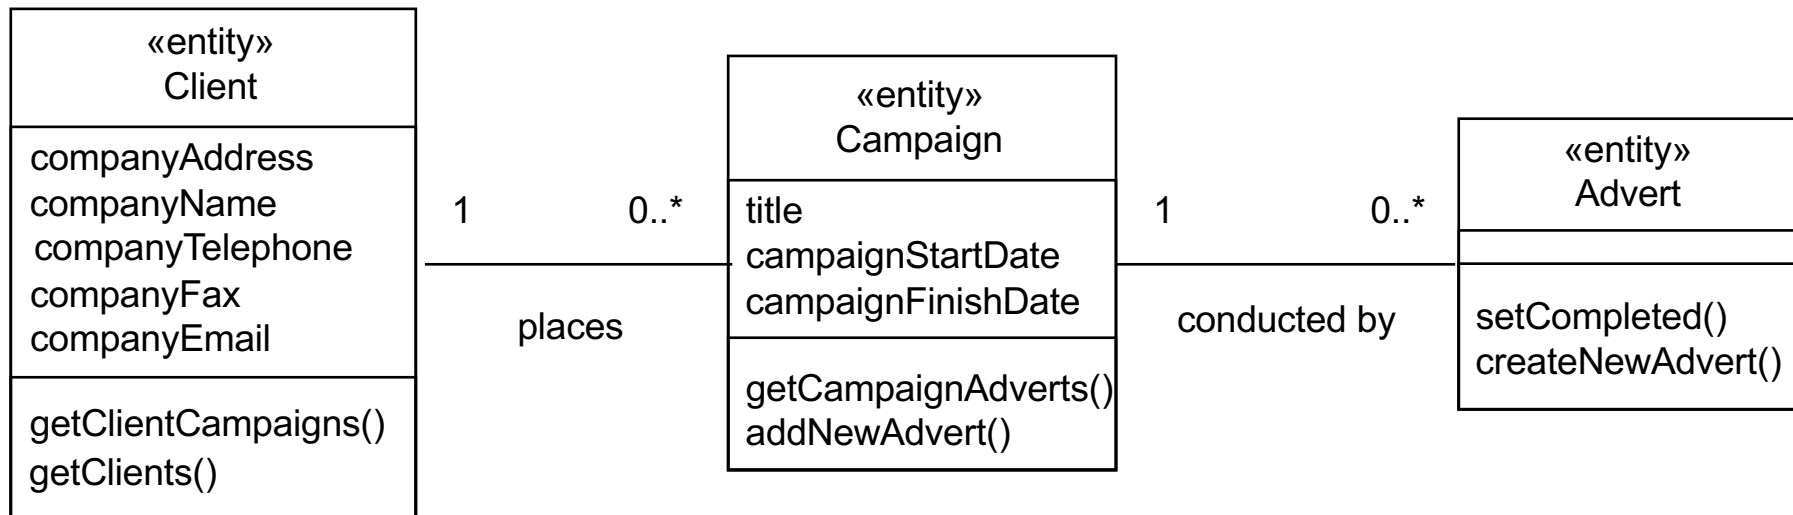 «entity»
Client
companyAddress
companyName
companyTelephone
companyFax
companyEmail
getClientCampaigns()
getClients()
1
0..*
places
«entity»
Campaign
title
campaignStartDate
campaignFinishDate
getCampaignAdverts()
addNewAdvert()
1
0..*
conducted by
«entity»
Advert
setCompleted()
createNewAdvert()